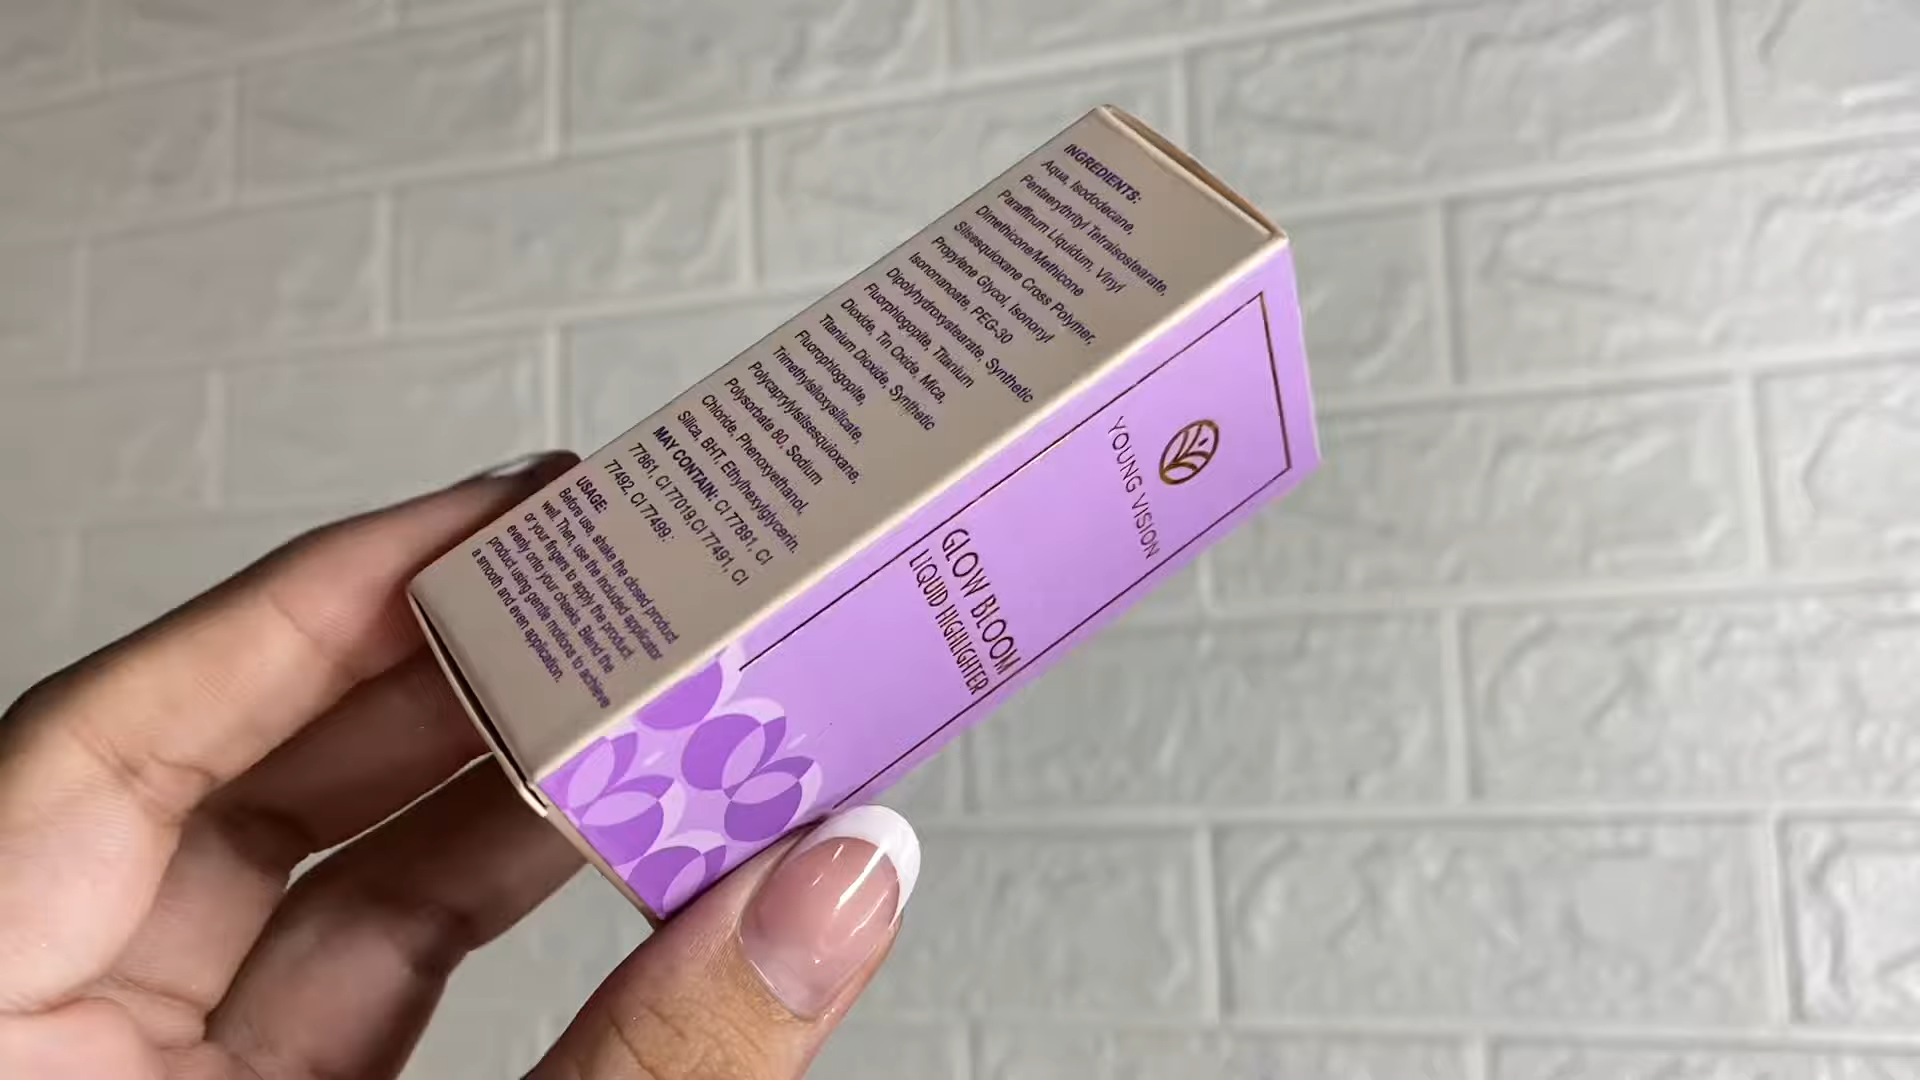 INGREDIENTS:
Aqua, Isododecane,
Pentaerythrityl Tetraisostearate,
Paraffinum Liquidum, Vinyl
Dimethicone/Methicone
Silsesquioxane Cross Polymer,
Propylene Glycol, Isononyl
Isononanoate, PEG-30
Dipolyhydroxystearate, Synthetic
Fluorphlogopite, Titanium
Dioxide, Tin Oxide, Mica,
Titanium Dioxide, Synthetic
Fluorophlogopite,
Trimethylsiloxysilicate,
Polycaprylylsilsesquioxane,
Polysorbate 80, Sodium
Chloride, Phenoxyethanol,
Silica, BHT, Ethylhexylglycerin.
MAY CONTAIN: CI 77891, CI
77861, CI 77019,CI 77491, CI
77492, CI 77499:
USAGE:
Before use, shake the closed product
well. Then, use the included applicator
or your fingers to apply the product
evenly onto your cheeks. Blend the
product using gentle motions to achieve
a smooth and even application.
YOUNG VISION
GLOW BLOOM
LIQUID HIGHLIGHTER